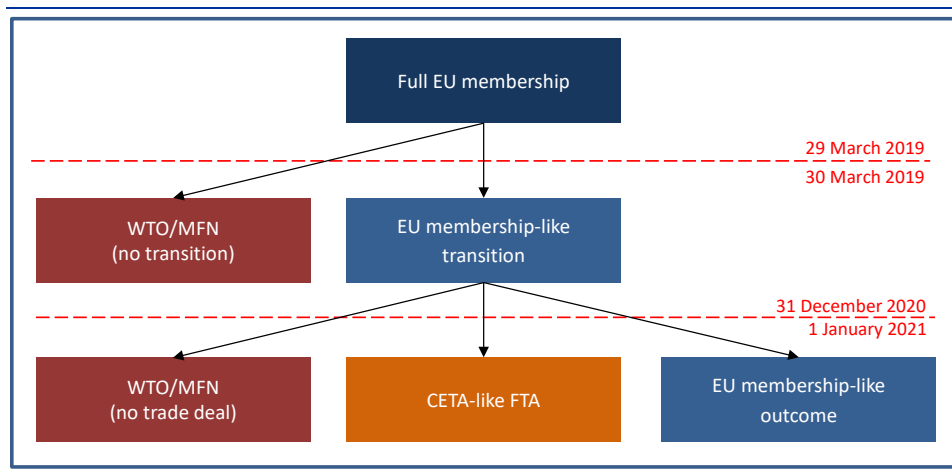 Full EU membership
29 March 2019
30 March 2019
WTO/MFN
(no transition)
EU membership-like
transition
31 December 2020
1 January 2021
WTO/MFN
(no trade deal)
CETA-like FTA
EU membership-like
outcome